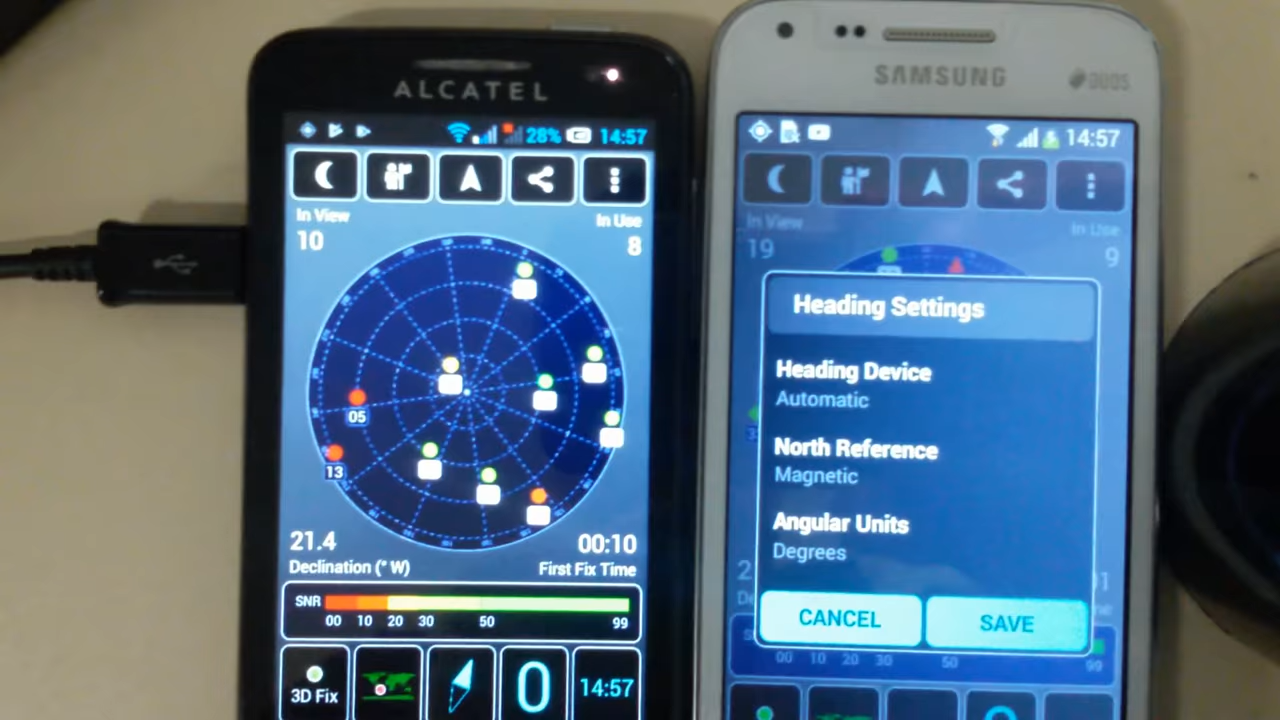 ALCATEL
28% 14:57
In View
In Use
10
8
05
13
21.4
00:10
Declination (° W)
First Fix Time
SNR
00 10 20 30 50 99
3D Fix
0
14:57
SAMSUNG
DUOS
14:57
In View
In Use
19
9
Heading Settings
Heading Device
Automatic
North Reference
Magnetic
Angular Units
Degrees
CANCEL
SAVE
00 10 20 30 50 99